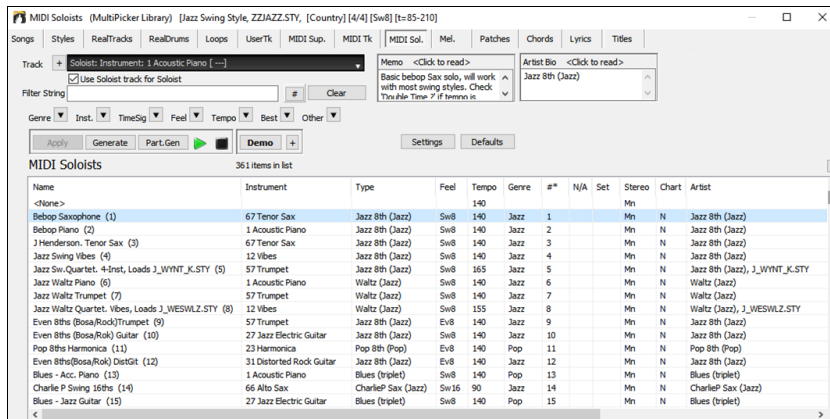 MIDI Soloists (MultiPicker Library) [Jazz Swing Style, ZZJAZZ.STY, [Country] [4/4] [Sw8] [t=85-210]
Songs Styles RealTracks RealDrums Loops UserTk MIDI Sup. MIDI Tk MIDI Sol. Mel. Patches Chords Lyrics Titles
Track + Soloist: Instrument: 1 Acoustic Piano [ ---]
Use Soloist track for Soloist
Filter String # Clear
Memo <Click to read>
Basic bebop Sax solo, will work
with most swing styles. Check
'Double Time ?' if tempo is
Artist Bio <Click to read>
Jazz 8th (Jazz)
Genre Inst. TimeSig Feel Tempo Best Other
Apply Generate Part.Gen Demo + Settings Defaults
MIDI Soloists 361 items in list
Name Instrument Type Feel Tempo Genre #* N/A Set Stereo Chart Artist
<None> 140 Mn
Bebop Saxophone (1) 67 Tenor Sax Jazz 8th (Jazz) Sw8 140 Jazz 1 Mn N Jazz 8th (Jazz)
Bebop Piano (2) 1 Acoustic Piano Jazz 8th (Jazz) Sw8 140 Jazz 2 Mn N Jazz 8th (Jazz)
J Henderson. Tenor Sax (3) 67 Tenor Sax Jazz 8th (Jazz) Sw8 140 Jazz 3 Mn N Jazz 8th (Jazz)
Jazz Swing Vibes (4) 12 Vibes Jazz 8th (Jazz) Sw8 140 Jazz 4 Mn N Jazz 8th (Jazz)
Jazz Sw.Quartet. 4-Inst, Loads J_WYNT_K.STY (5) 57 Trumpet Jazz 8th (Jazz) Sw8 165 Jazz 5 Mn N Jazz 8th (Jazz), J_WYNT_K.STY
Jazz Waltz Piano (6) 1 Acoustic Piano Waltz (Jazz) Sw8 140 Jazz 6 Mn N Waltz (Jazz)
Jazz Waltz Trumpet (7) 57 Trumpet Waltz (Jazz) Sw8 140 Jazz 7 Mn N Waltz (Jazz)
Jazz Waltz Quartet. Vibes, Loads J_WESWLZ.STY (8) 12 Vibes Waltz (Jazz) Sw8 155 Jazz 8 Mn N Waltz (Jazz), J_WESWLZ.STY
Even 8ths (Bosa/Rock)Trumpet (9) 57 Trumpet Jazz 8th (Jazz) Ev8 140 Jazz 9 Mn N Jazz 8th (Jazz)
Even 8ths (Bosa/Rok) Guitar (10) 27 Jazz Electric Guitar Jazz 8th (Jazz) Sw8 140 Jazz 10 Mn N Jazz 8th (Jazz)
Pop 8ths Harmonica (11) 23 Harmonica Pop 8th (Pop) Ev8 140 Pop 11 Mn N Pop 8th (Pop)
Even 8ths(Bosa/Rok) DistGit (12) 31 Distorted Rock Guitar Jazz 8th (Jazz) Ev8 140 Jazz 12 Mn N Jazz 8th (Jazz)
Blues - Acc. Piano (13) 1 Acoustic Piano Blues (triplet) Sw8 140 Pop 13 Mn N Blues (triplet)
Charlie P Swing 16ths (14) 66 Alto Sax CharlieP Sax (Jazz) Sw16 90 Jazz 14 Mn N CharlieP Sax (Jazz)
Blues - Jazz Guitar (15) 27 Jazz Electric Guitar Blues (triplet) Sw8 140 Pop 15 Mn N Blues (triplet)